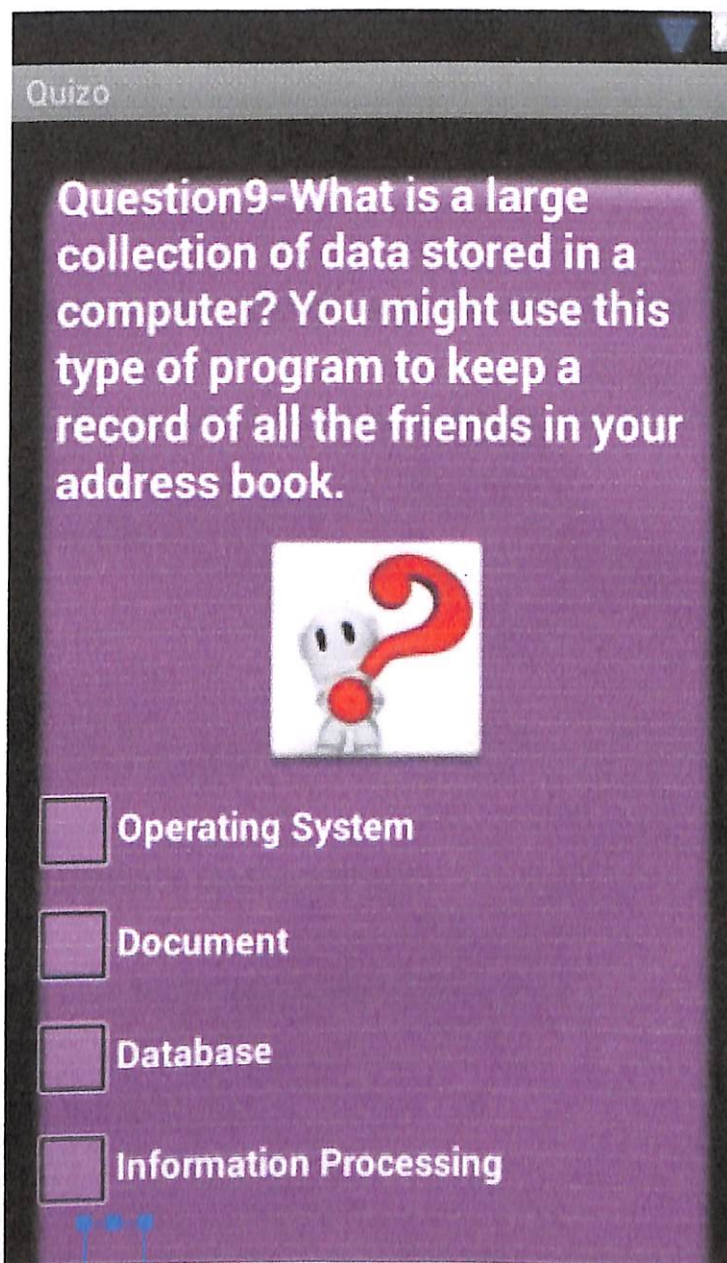 Quizo
Question9-What is a large
collection of data stored in a
computer? You might use this
type of program to keep a
record of all the friends in your
address book.
Operating System
Document
Database
Information Processing